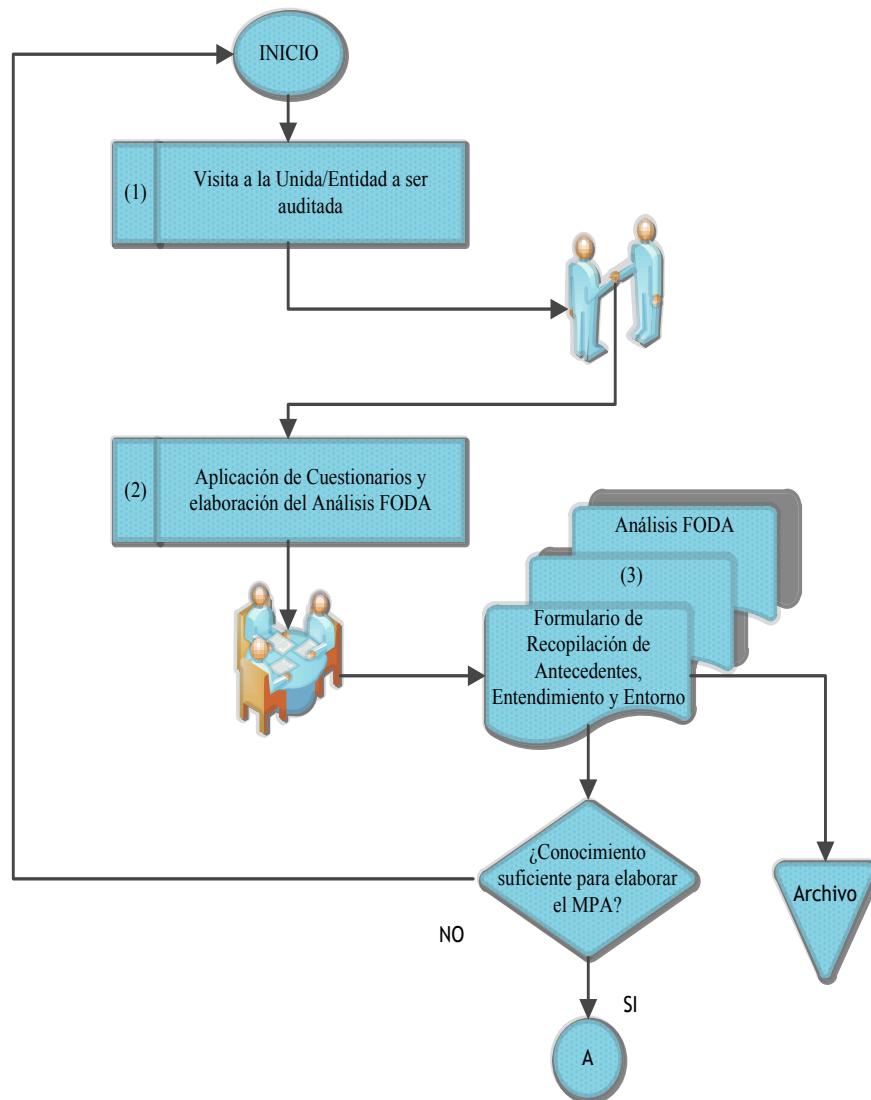 INICIO
(1)
Visita a la Unida/Entidad a ser
auditada
(2)
Aplicación de Cuestionarios y
elaboración del Análisis FODA
Análisis FODA
(3)
Formulario de
Recopilación de
Antecedentes,
Entendimiento y Entorno
¿Conocimiento
suficiente para elaborar
el MPA?
Archivo
NO
SI
A